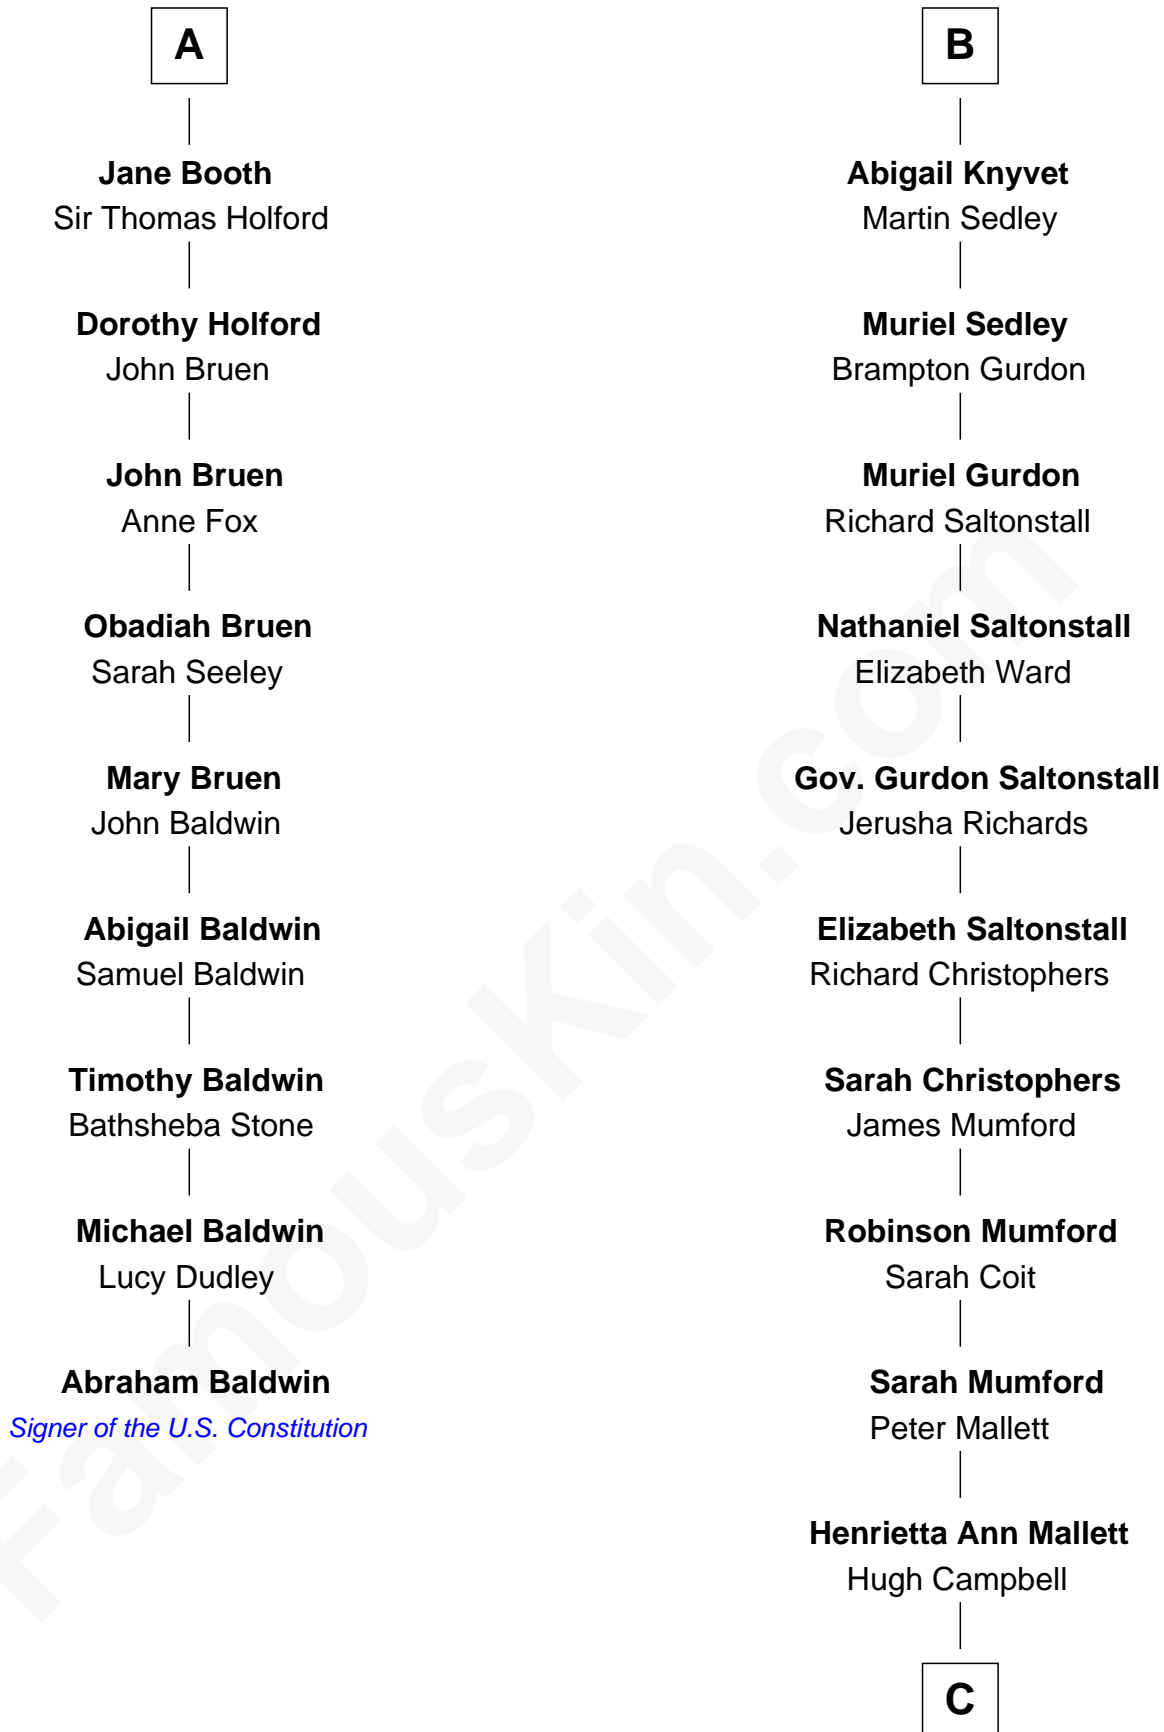 A
Jane Booth
Sir Thomas Holford
Dorothy Holford
John Bruen
John Bruen
Anne Fox
Obadiah Bruen
Sarah Seeley
Mary Bruen
John Baldwin
Abigail Baldwin
Samuel Baldwin
Timothy Baldwin
Bathsheba Stone
Michael Baldwin
Lucy Dudley
Abraham Baldwin
Signer of the U.S. Constitution
B
Abigail Knyvet
Martin Sedley
Muriel Sedley
Brampton Gurdon
Muriel Gurdon
Richard Saltonstall
Nathaniel Saltonstall
Elizabeth Ward
Gov. Gurdon Saltonstall
Jerusha Richards
Elizabeth Saltonstall
Richard Christophers
Sarah Christophers
James Mumford
Robinson Mumford
Sarah Coit
Sarah Mumford
Peter Mallett
Henrietta Ann Mallett
Hugh Campbell
C
FamousKin.com